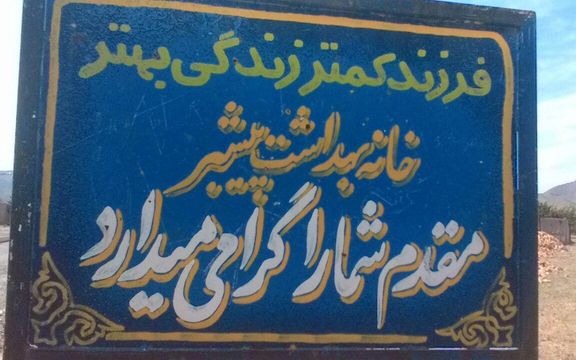 فرزند کمتر زندگی بهتر
خانه بهداشت پیشبر
مقدم شما را گرامی میدارد